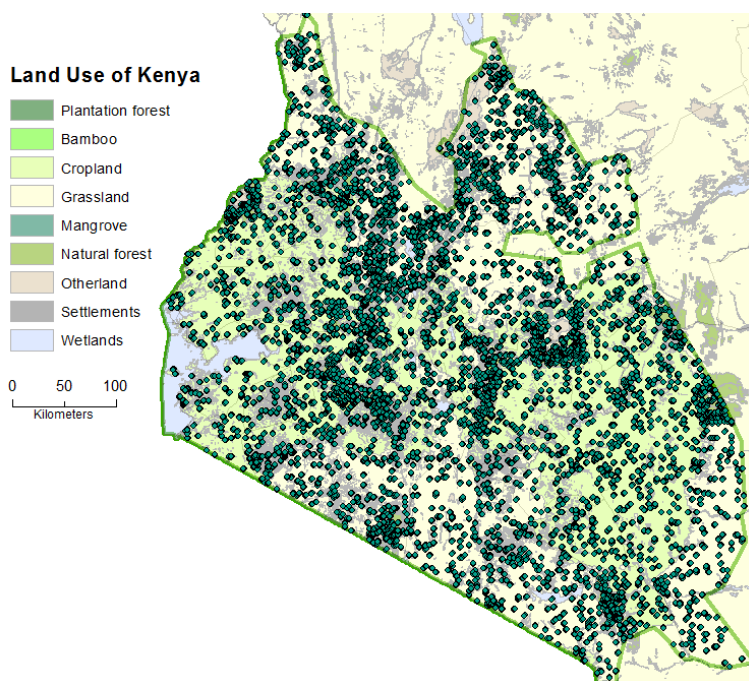 Land Use of Kenya
Plantation forest
Bamboo
Cropland
Grassland
Mangrove
Natural forest
Otherland
Settlements
Wetlands
0 50 100
Kilometers